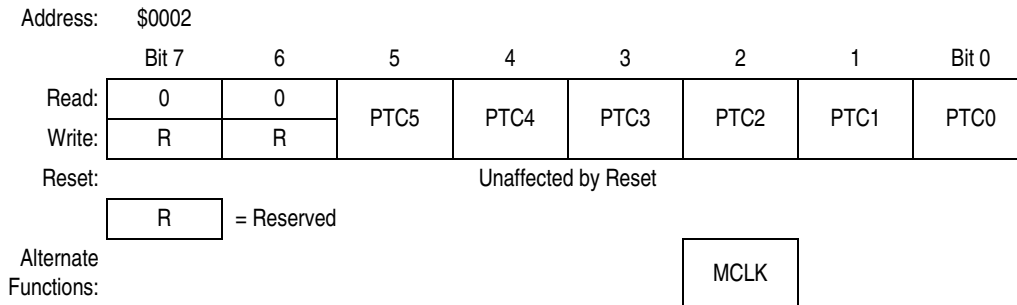 Address: $0002
Bit 7 6 5 4 3 2 1 Bit 0
Read: 0 0 PTC5 PTC4 PTC3 PTC2 PTC1 PTC0
Write: R R
Reset: Unaffected by Reset
R = Reserved
Alternate
Functions: MCLK